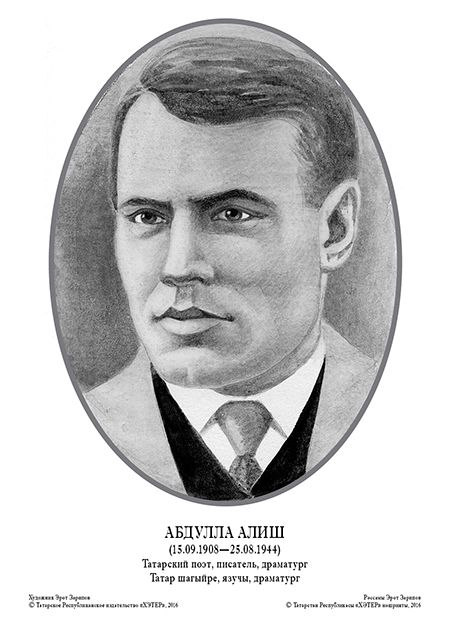 АБДУЛЛА АЛИШ
(15.09.1908—25.08.1944)
Татарский поэт, писатель, драматург
Татар шагыйре, язучы, драматург
Художник Эрот Зарипов
© Татарское Республиканское издательство «ХӘТЕР», 2016
Рәссамы Эрот Зарипов
© Татарстан Республикасы «ХӘТЕР» нәшрияты, 2016